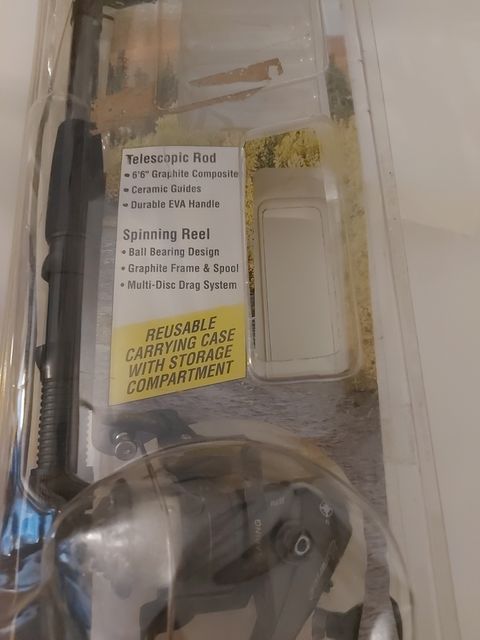 Telescopic Rod
• 6'6" Graphite Composite
• Ceramic Guides
• Durable EVA Handle
Spinning Reel
• Ball Bearing Design
• Graphite Frame & Spool
• Multi-Disc Drag System
REUSABLE
CARRYING CASE
WITH STORAGE
COMPARTMENT